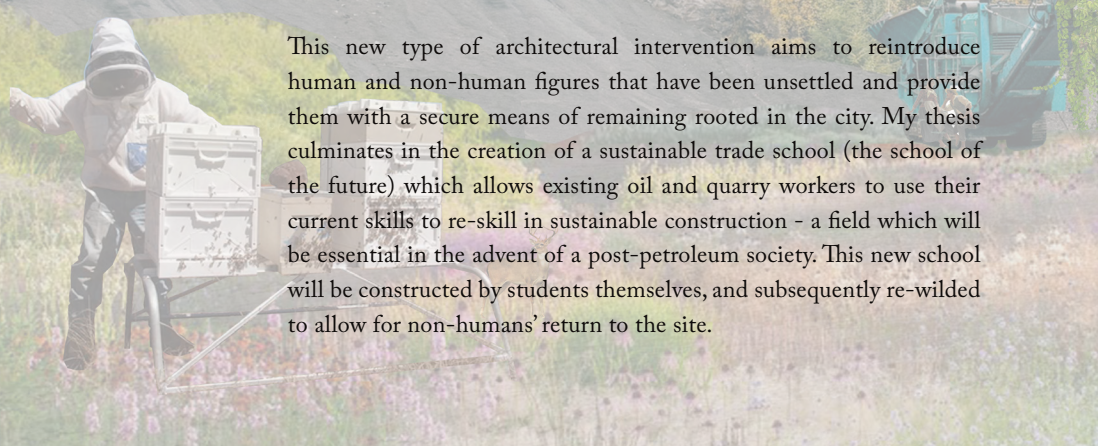 This new type of architectural intervention aims to reintroduce
human and non-human figures that have been unsettled and provide
them with a secure means of remaining rooted in the city. My thesis
culminates in the creation of a sustainable trade school (the school of
the future) which allows existing oil and quarry workers to use their
current skills to re-skill in sustainable construction - a field which will
be essential in the advent of a post-petroleum society. This new school
will be constructed by students themselves, and subsequently re-wilded
to allow for non-humans’ return to the site.